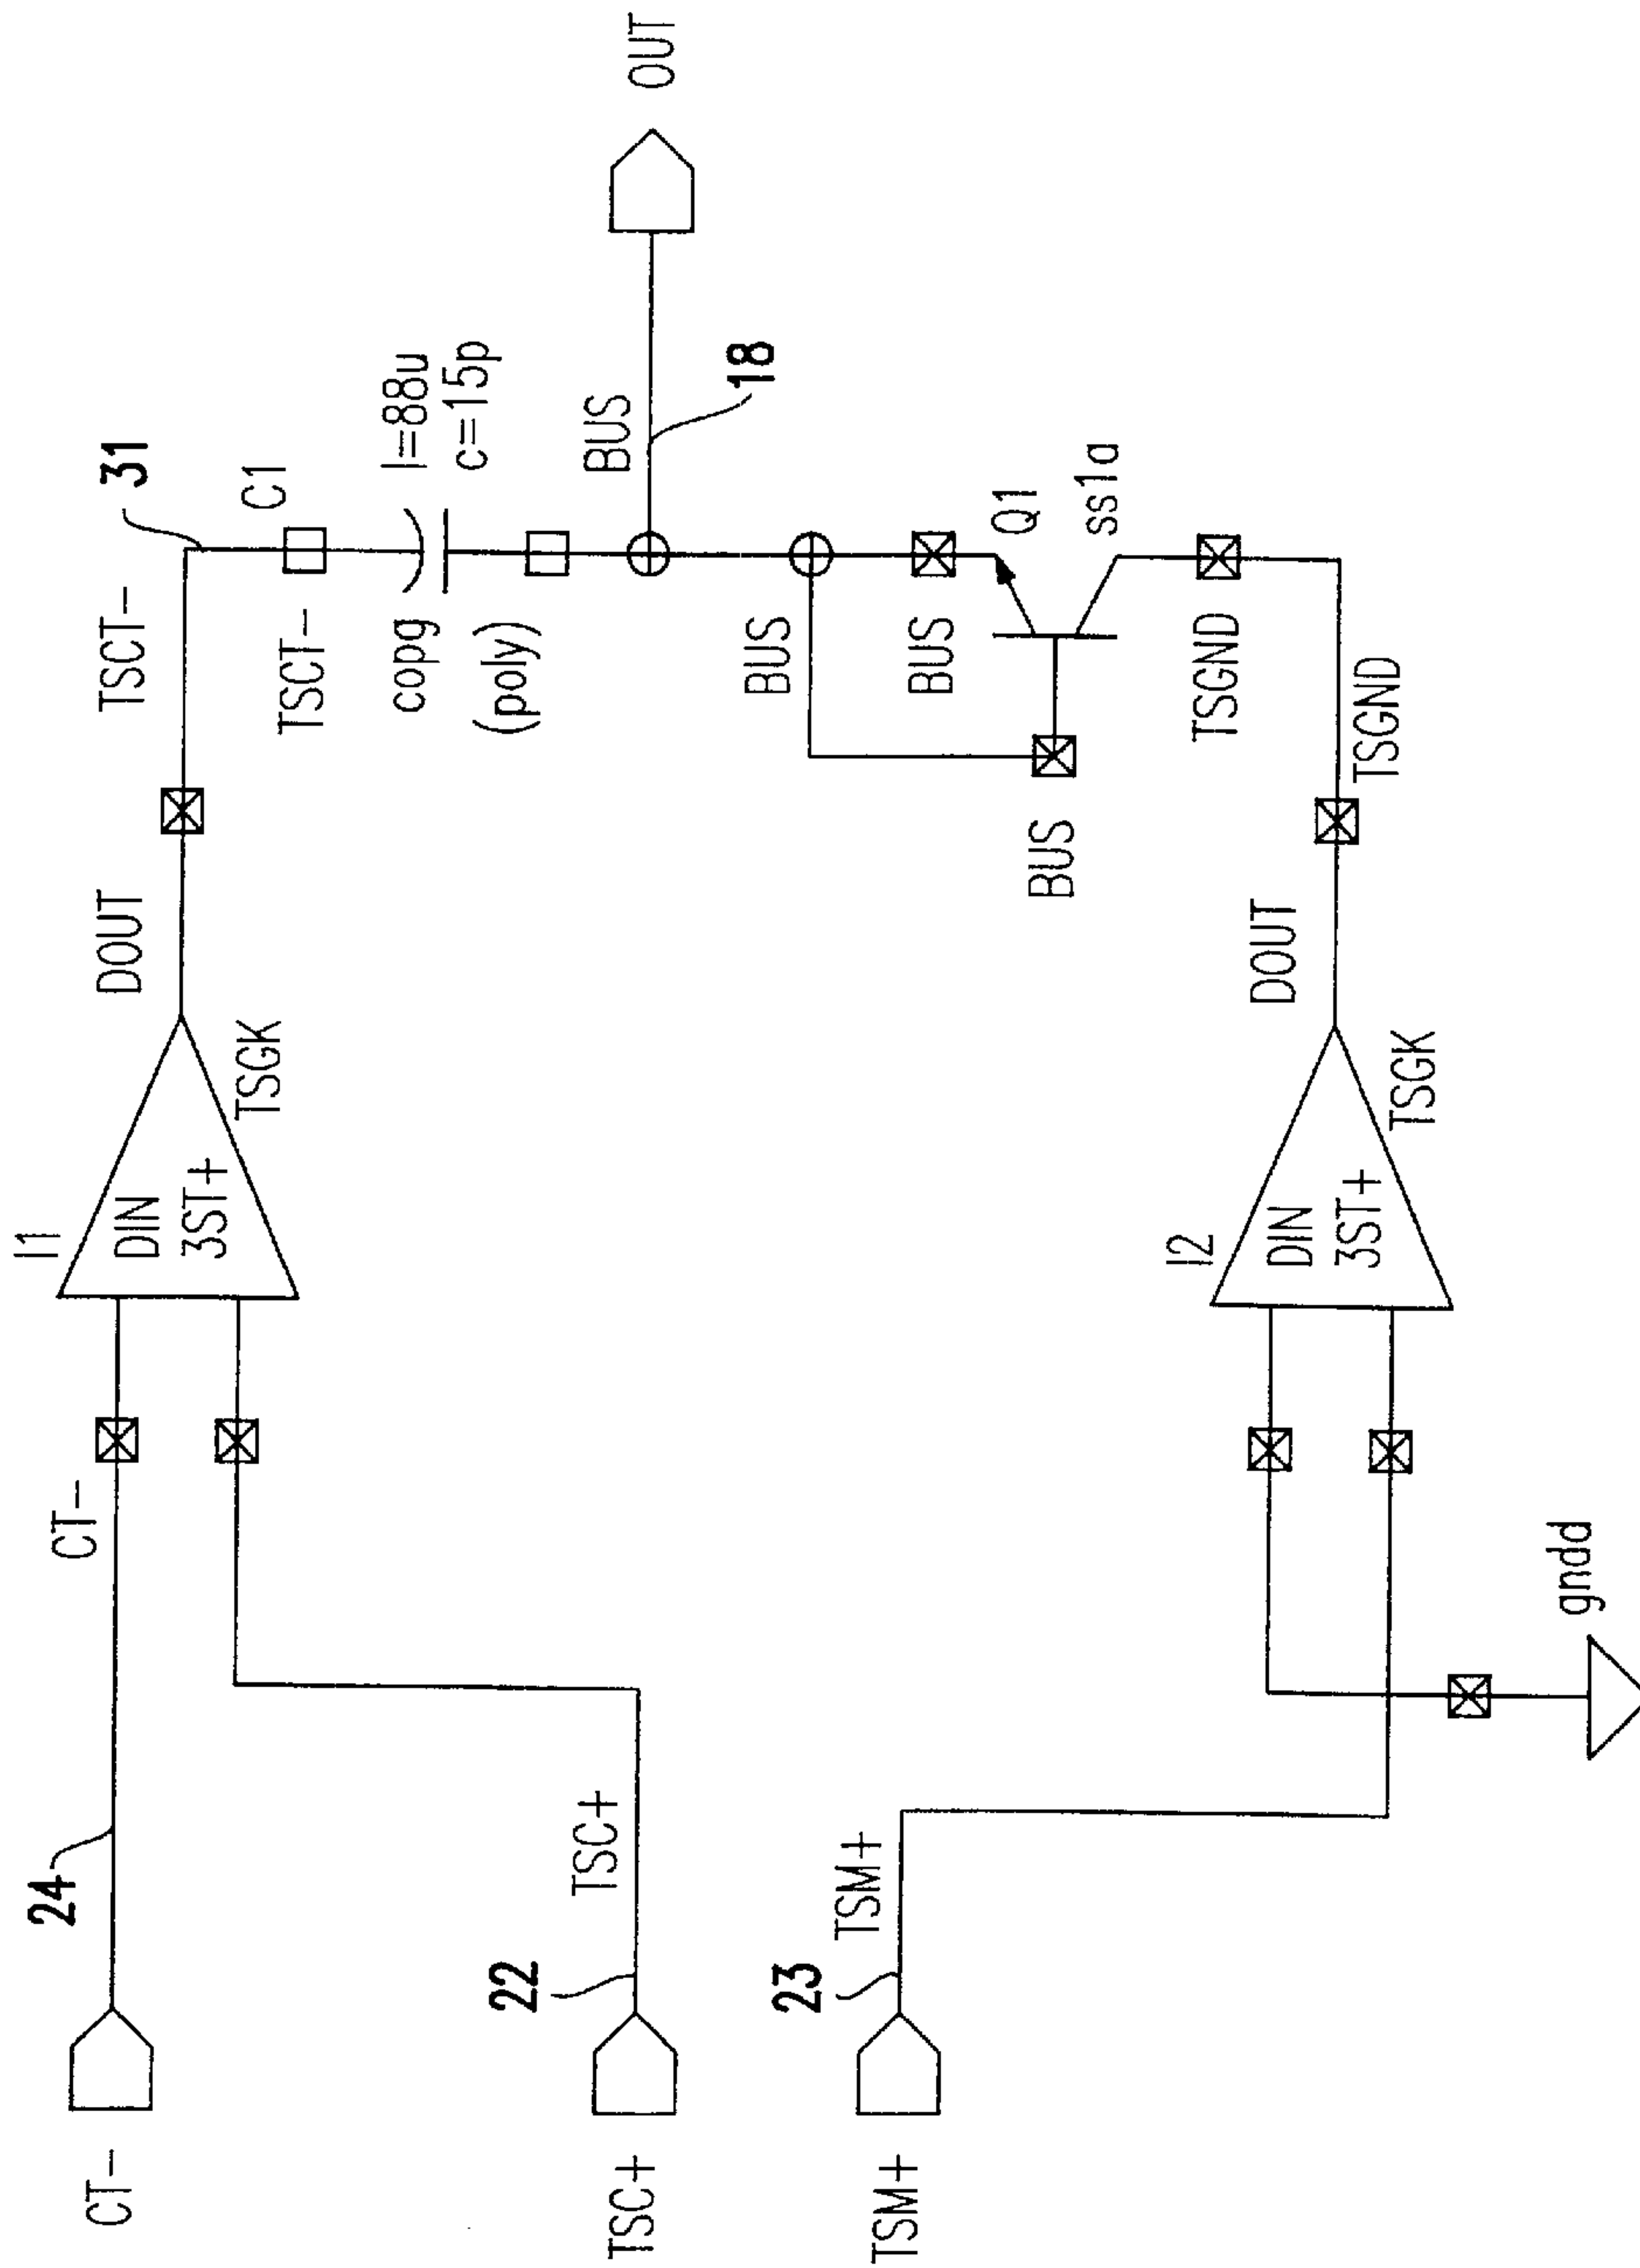 CT-
24
CT-
I1
DIN
3ST+
TSGK
DOUT
TSCT-
31
C1
TSCT-
copg
(poly)
l=88u
c=15p
TSC+
22
TSC+
BUS
18
OUT
TSM+
23
TSM+
BUS
BUS
BUS
Q1
ss1a
TSGND
I2
DIN
3ST+
TSGK
DOUT
TSGND
gndd